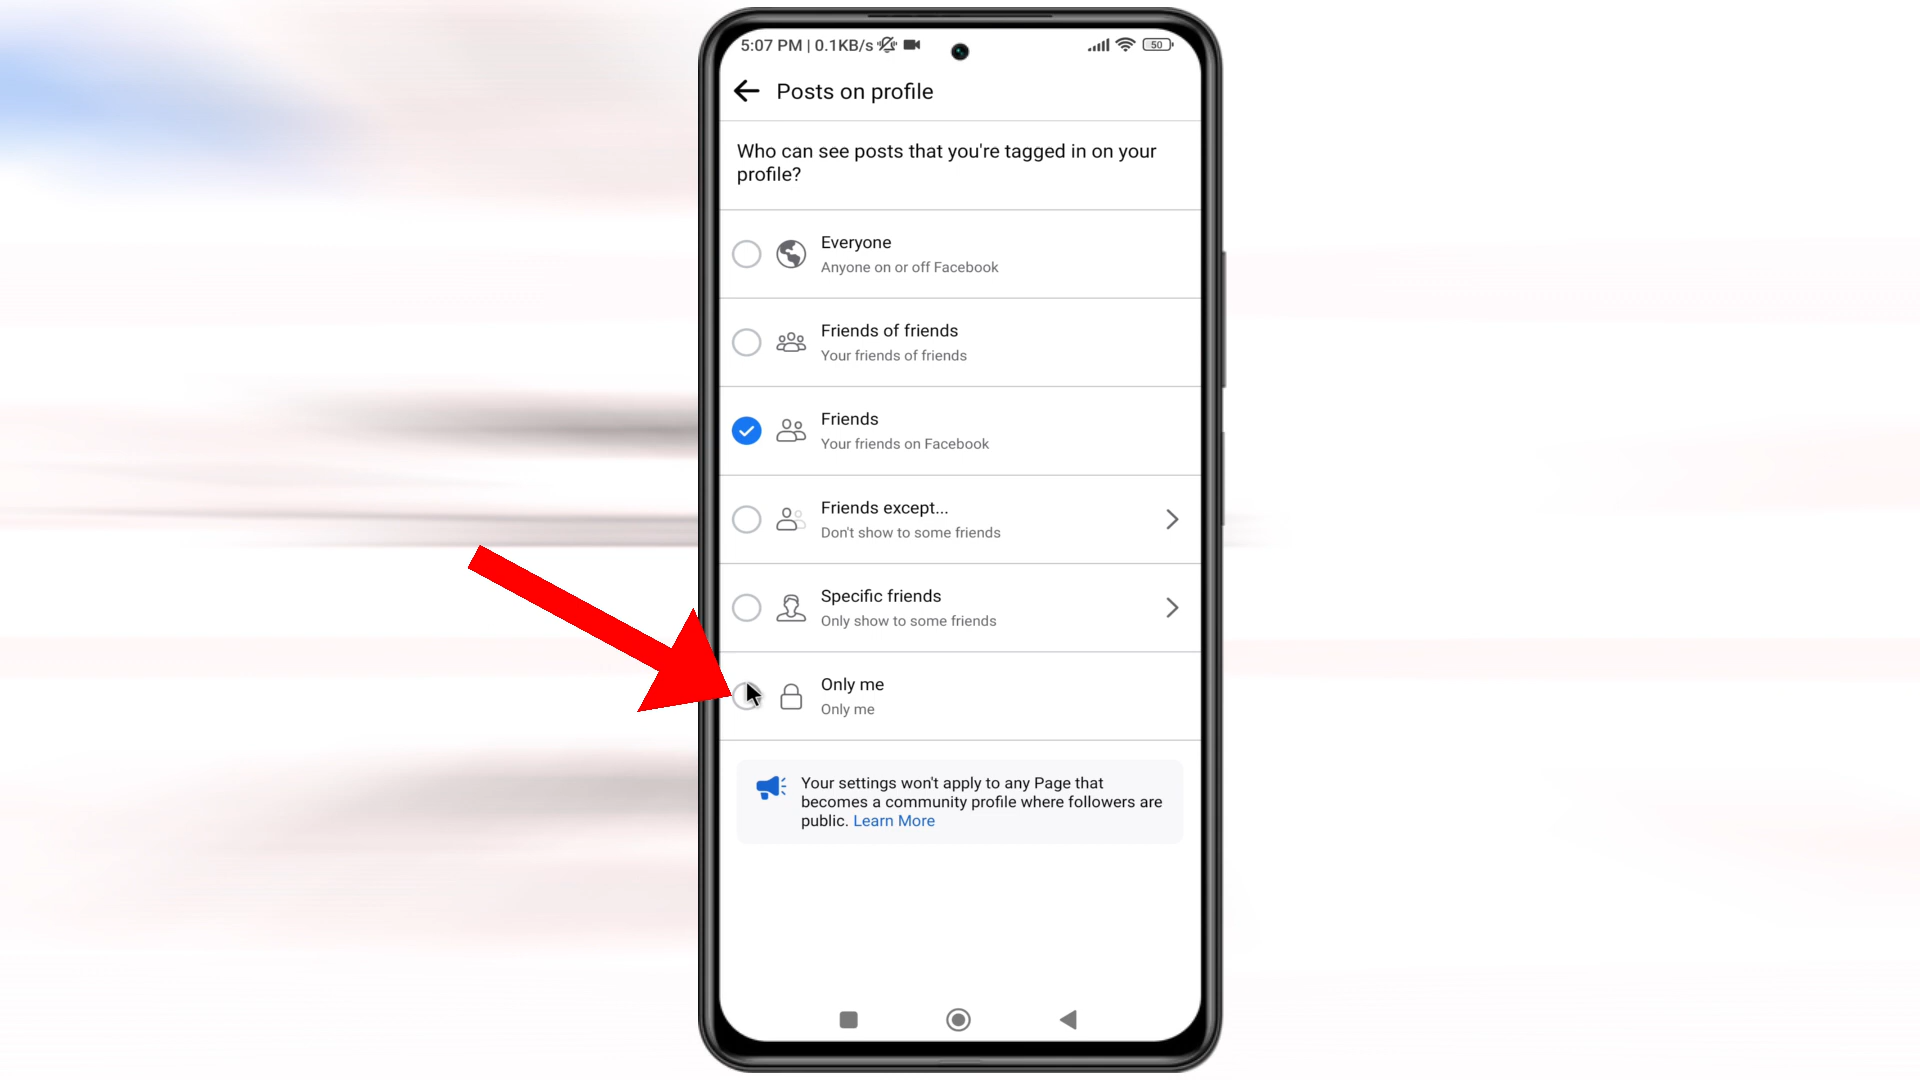 5:07 PM | 0.1KB/s
50
Posts on profile
Who can see posts that you're tagged in on your
profile?
Everyone
Anyone on or off Facebook
Friends of friends
Your friends of friends
Friends
Your friends on Facebook
Friends except...
Don't show to some friends
Specific friends
Only show to some friends
Only me
Only me
Your settings won't apply to any Page that
becomes a community profile where followers are
public. Learn More